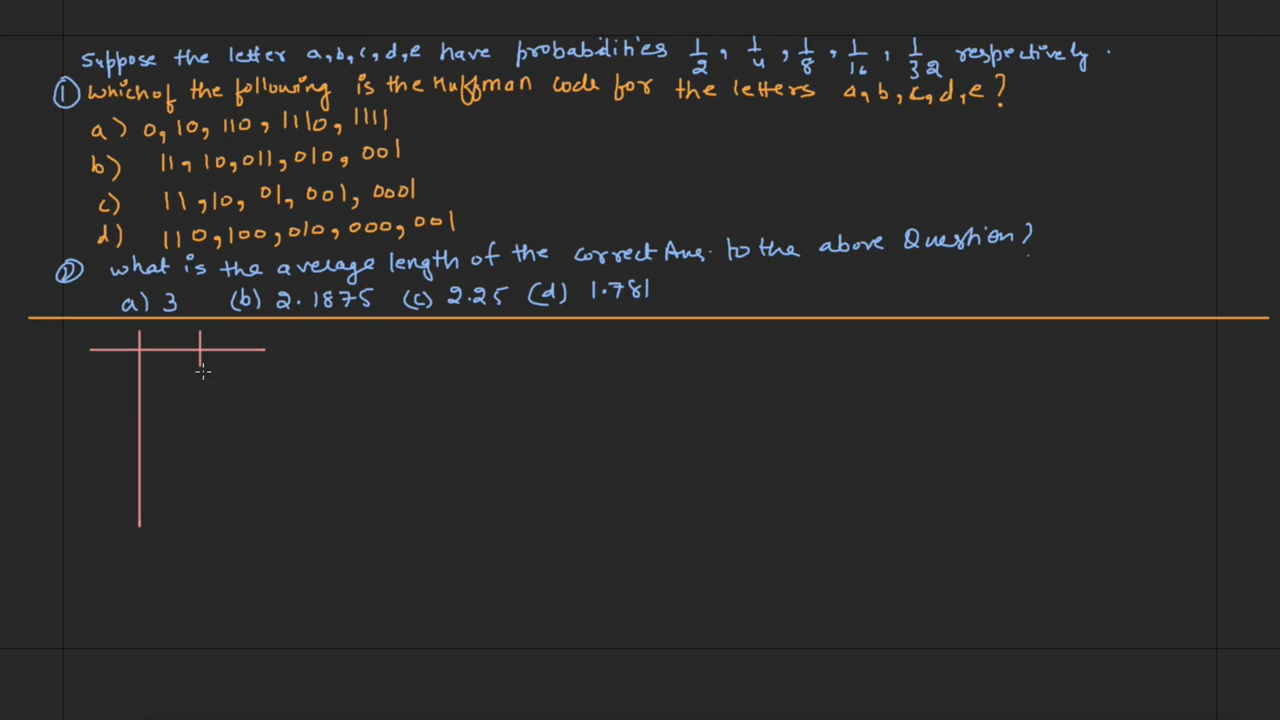 Suppose the letter a,b,c,d,e have probabilities 1/2, 1/4, 1/8, 1/16, 1/32 respectively.
① which of the following is the Huffman code for the letters a,b,c,d,e?
a) 0, 10, 110, 1110, 1111
b) 11, 10, 011, 010, 001
c) 11, 10, 01, 001, 0001
d) 110, 100, 010, 000, 001
② what is the average length of the correct Ans. to the above Question?
a) 3 (b) 2.1875 (c) 2.25 (d) 1.781